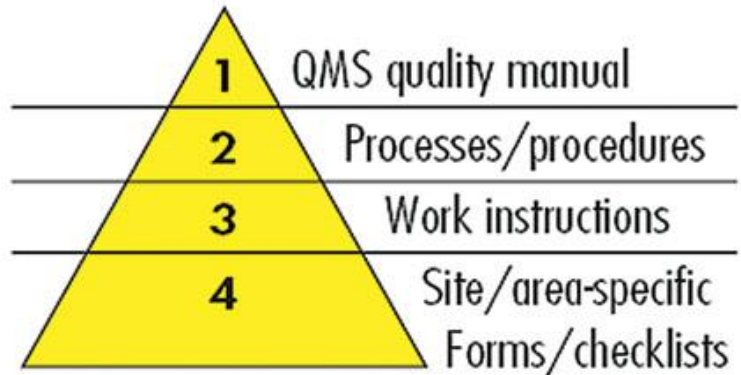 1 QMS quality manual
2 Processes/procedures
3 Work instructions
4 Site/area-specific
Forms/checklists